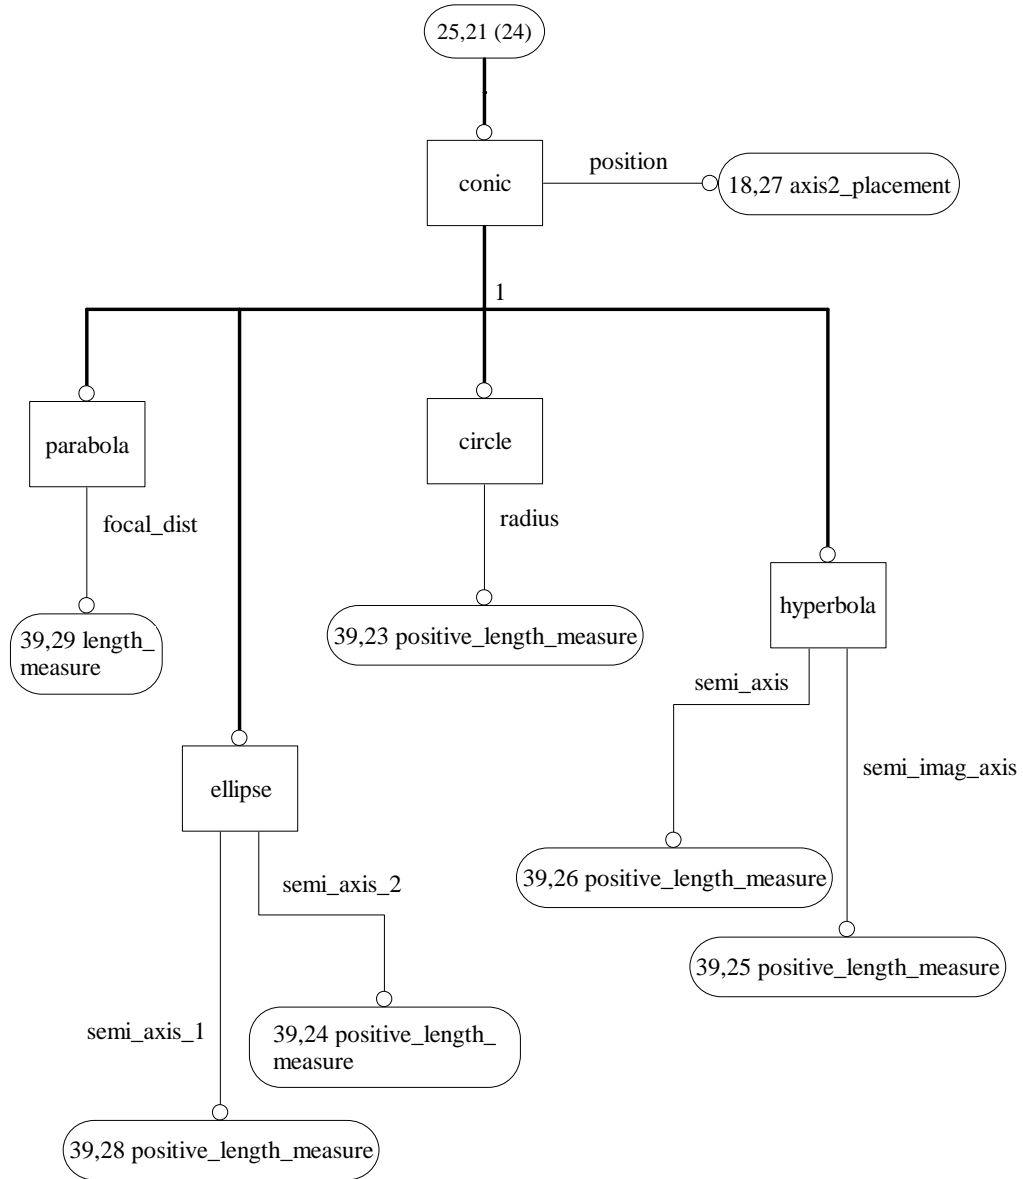 25,21 (24)
conic
position
18,27 axis2_placement
1
parabola
circle
focal_dist
radius
hyperbola
39,29 length_
measure
39,23 positive_length_measure
semi_axis
semi_imag_axis
ellipse
39,26 positive_length_measure
semi_axis_2
39,25 positive_length_measure
semi_axis_1
39,24 positive_length_
measure
39,28 positive_length_measure